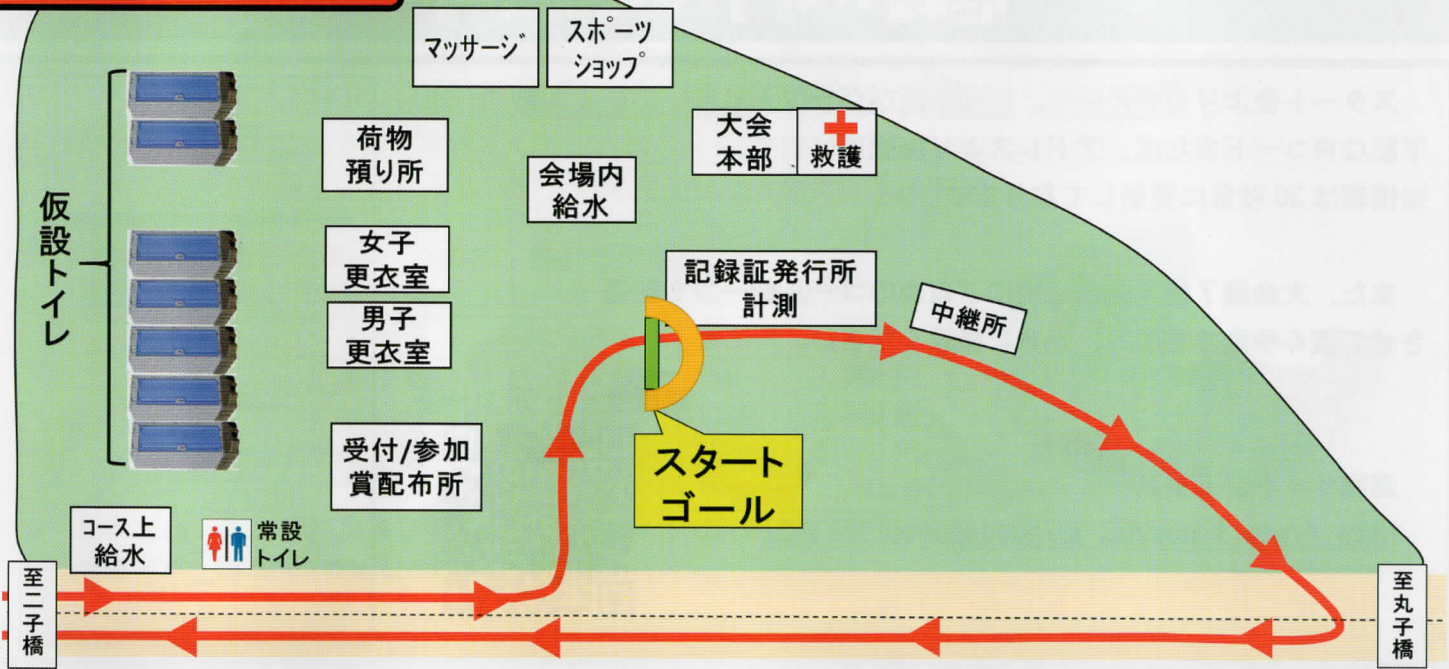 マッサージ
スポーツ
ショップ
荷物
預り所
会場内
給水
大会
本部
救護
仮設トイレ
女子
更衣室
男子
更衣室
記録証発行所
計測
中継所
受付/参加
賞配布所
スタート
ゴール
コース上
給水
常設
トイレ
至二子橋
至丸子橋